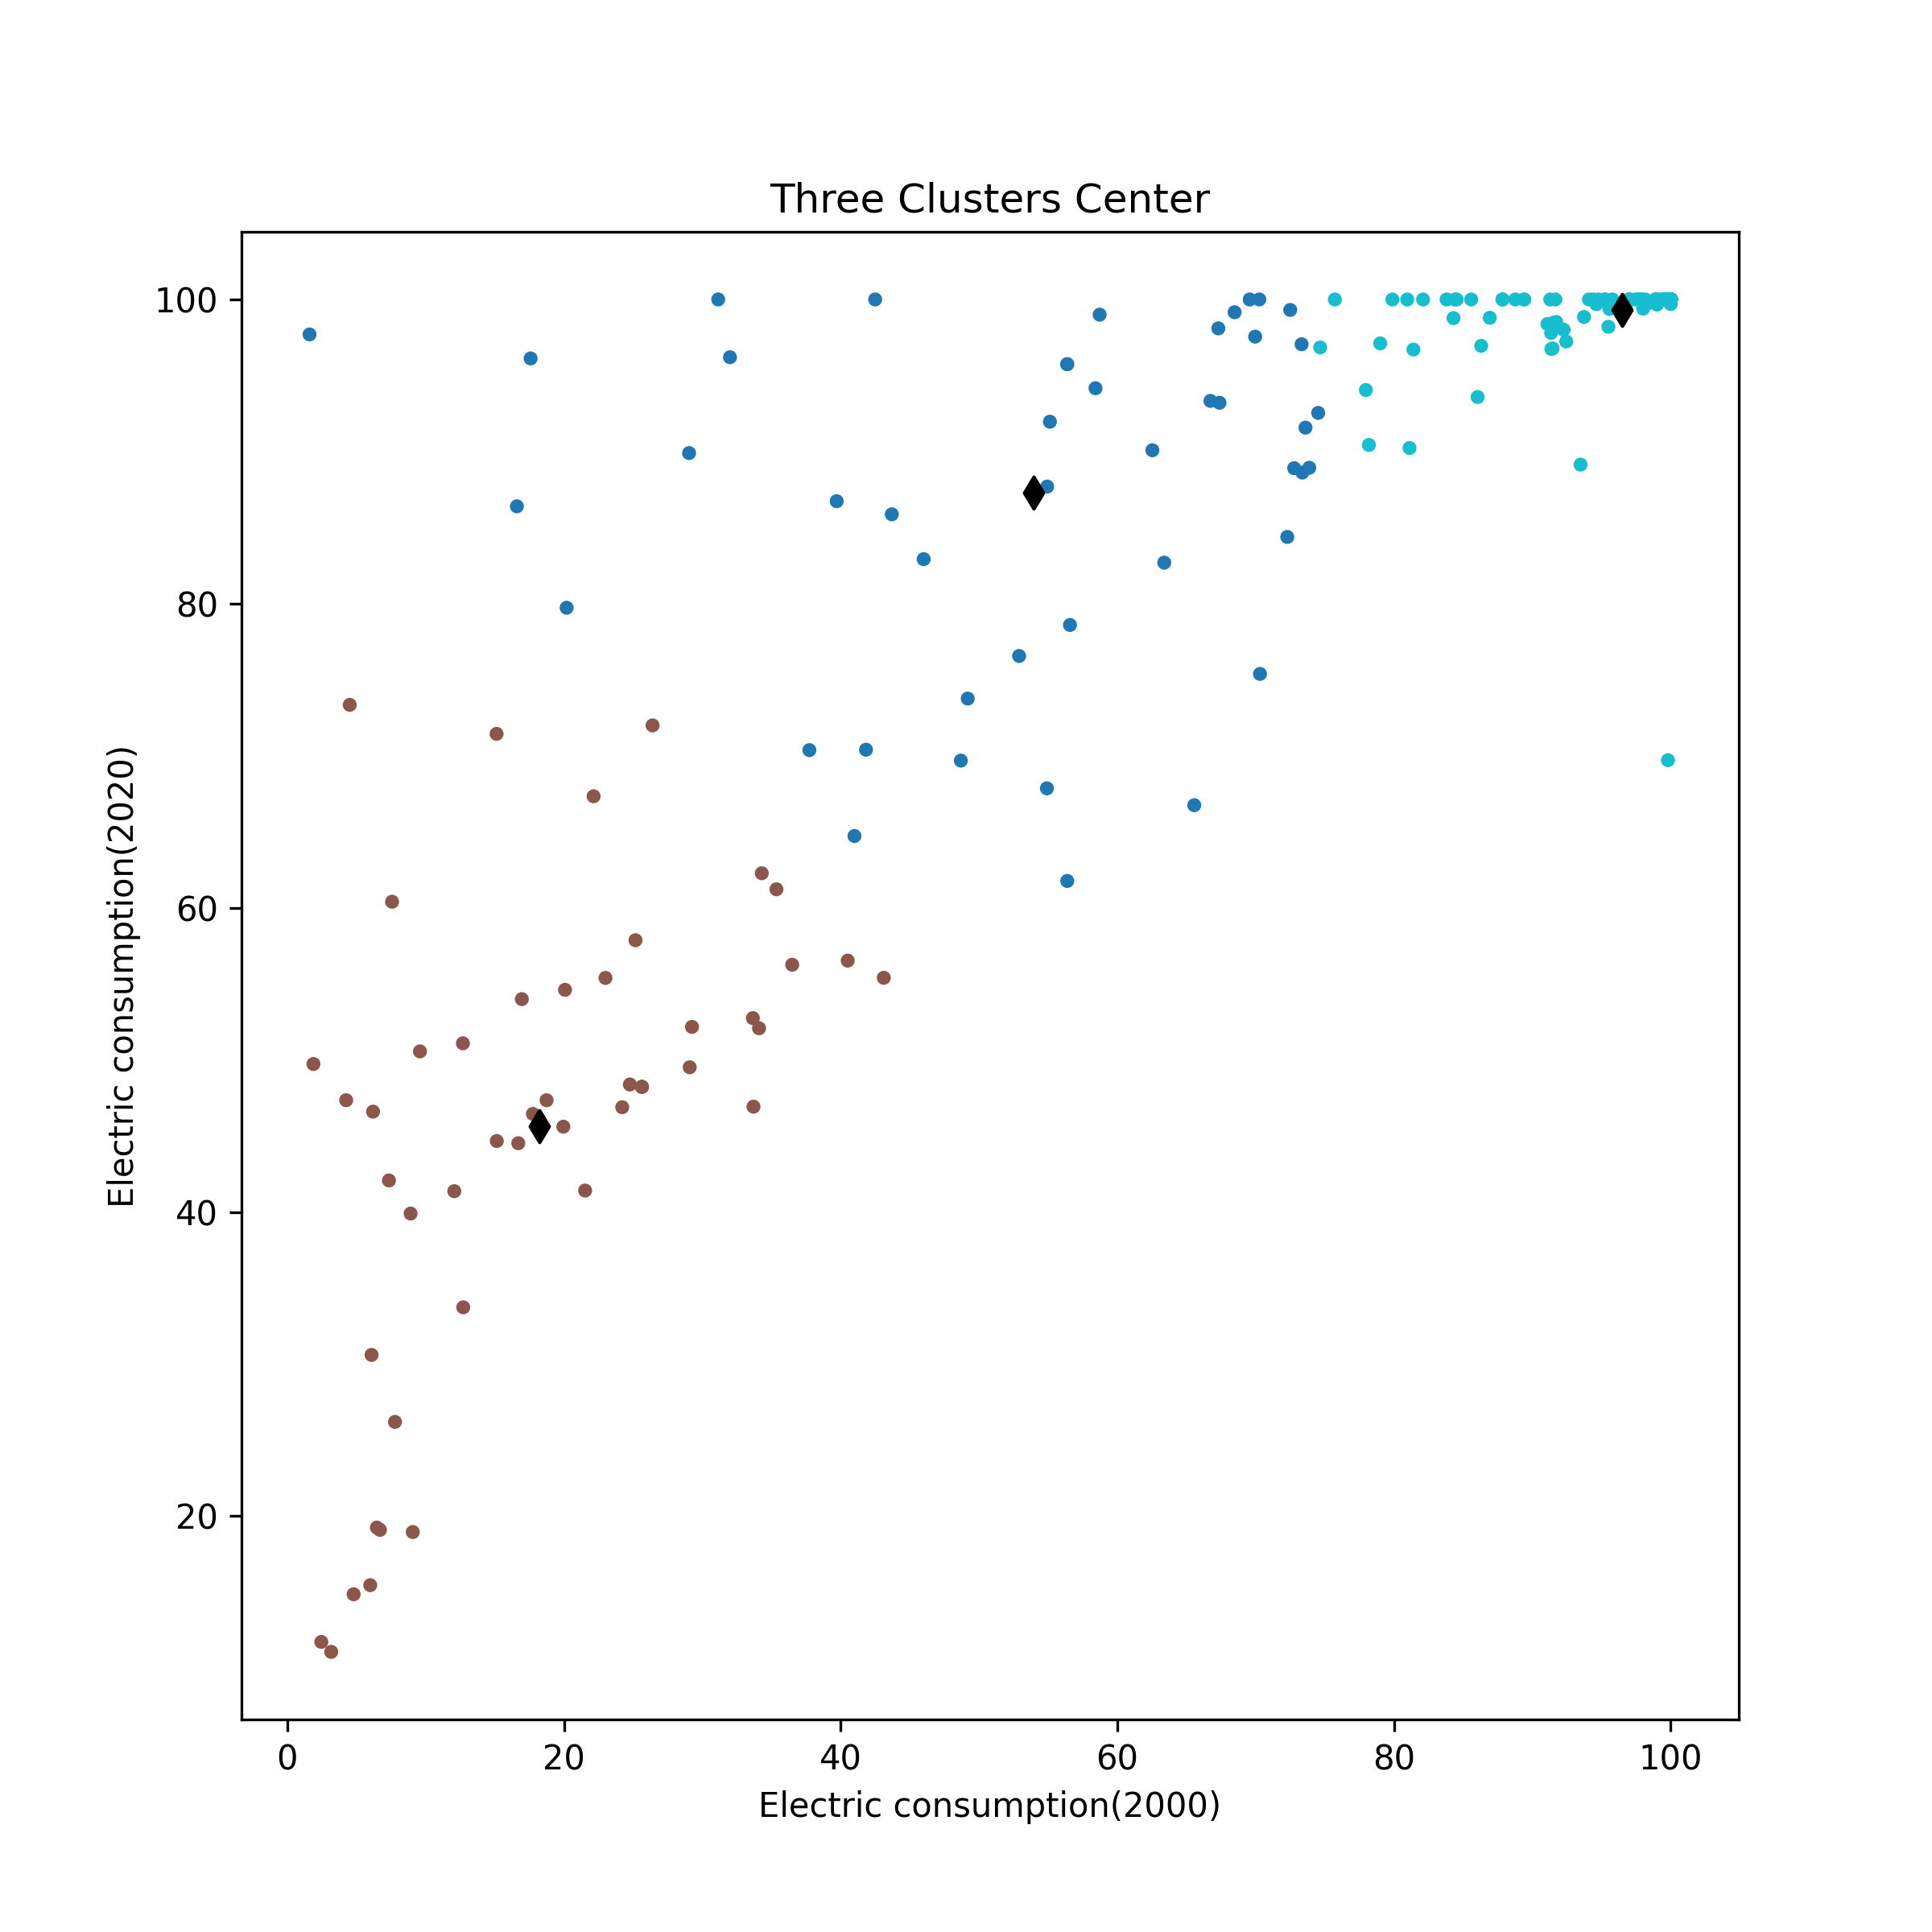 Three Clusters Center
Electric consumption(2020)
100
80
60
40
20
0 20 40 60 80 100
Electric consumption(2000)